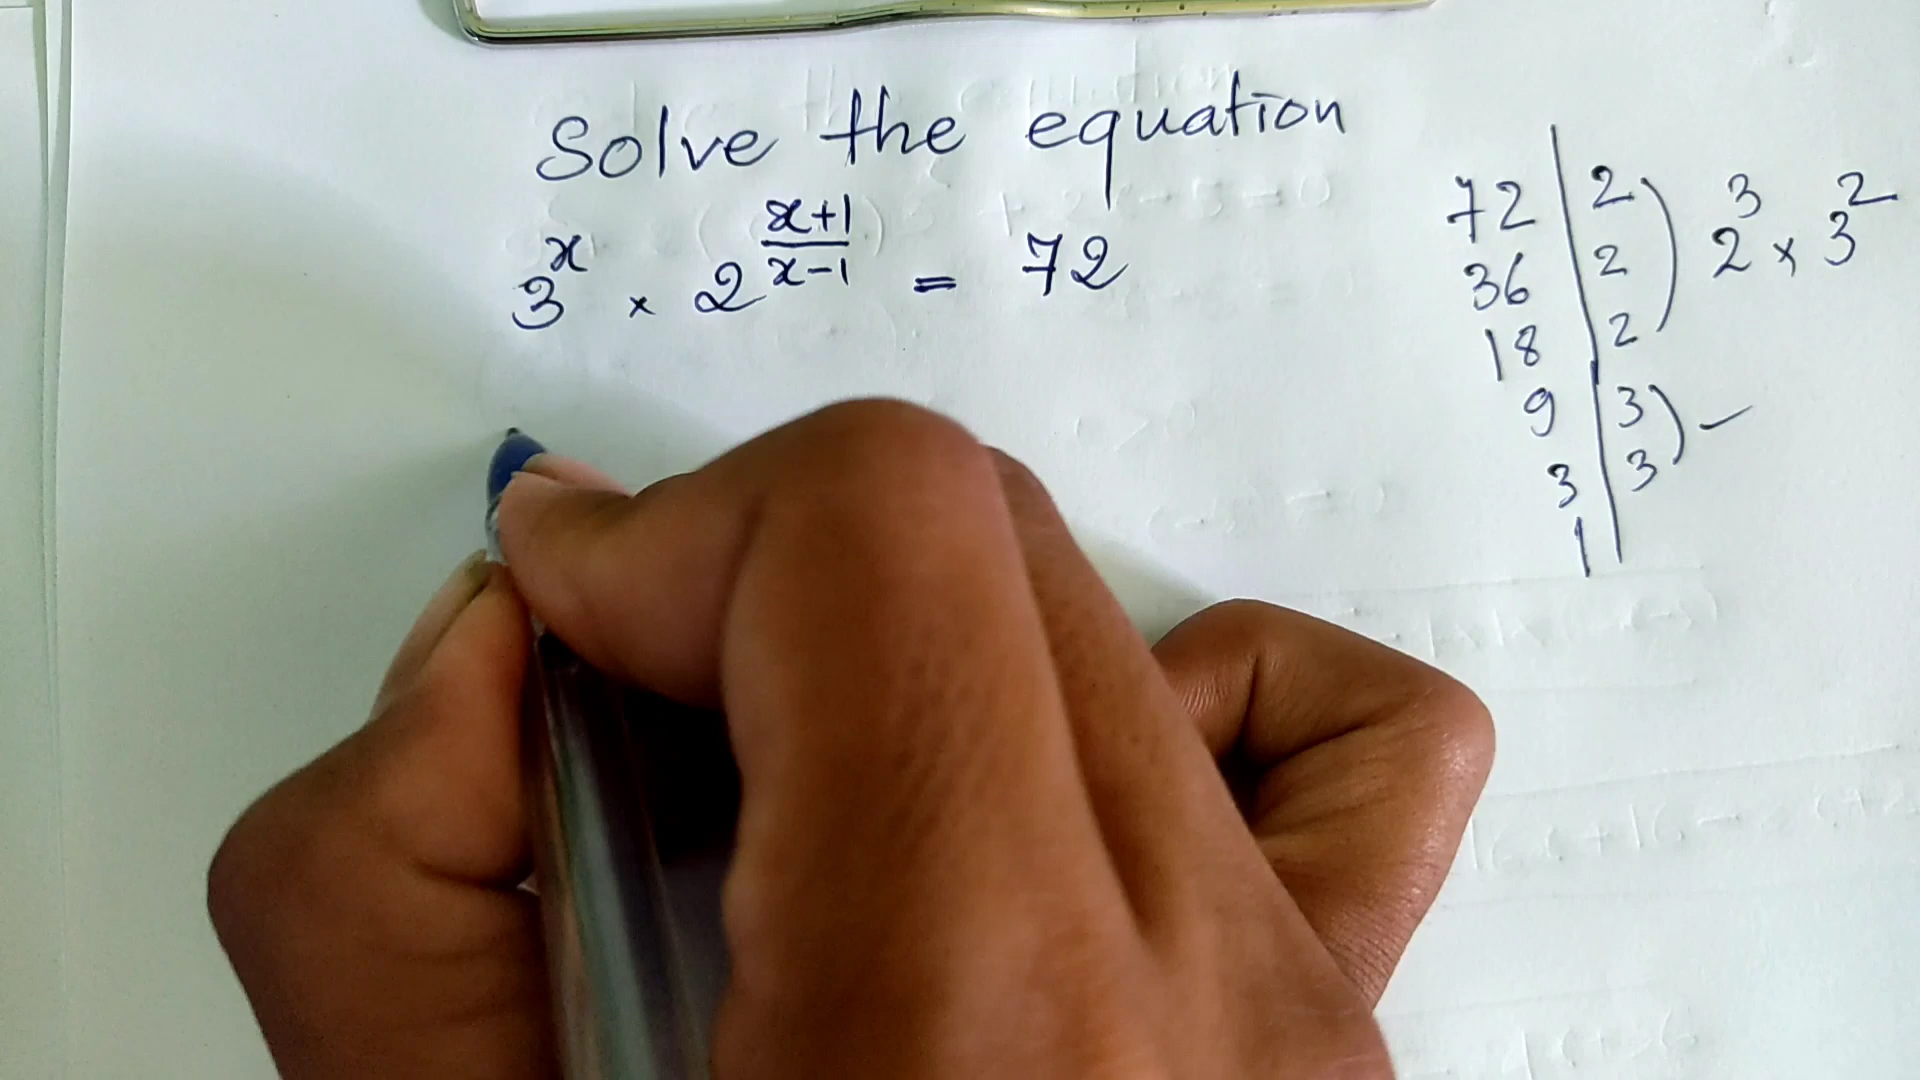 Solve the equation
3^x × 2^((x+1)/(x-1)) = 72
72 | 2
36 | 2
18 | 2
9 | 3
3 | 3
1 |
) 2^3 × 3^2
) -